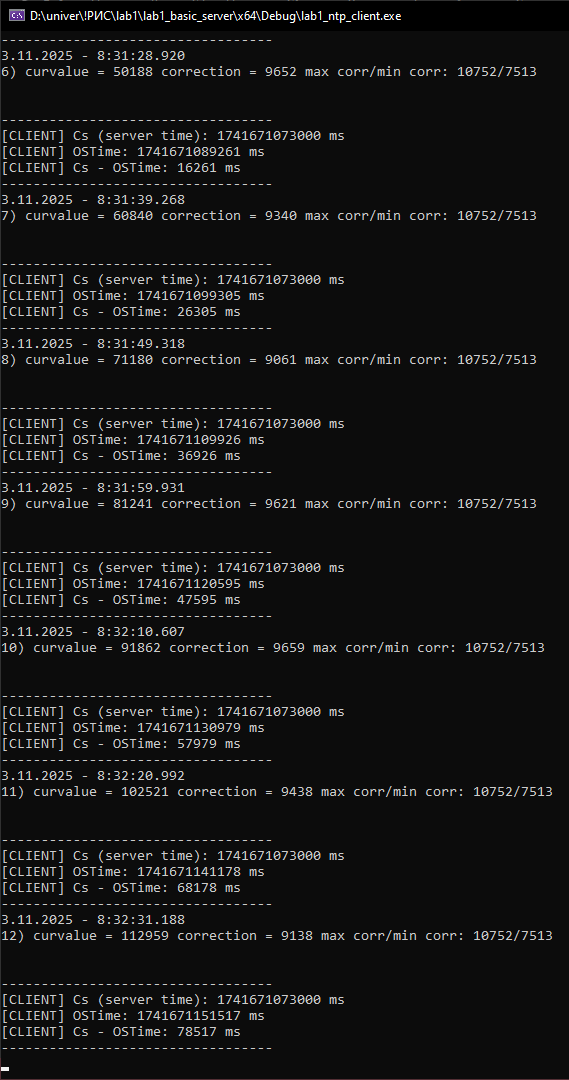 D:\univer\!РИС\lab1\lab1_basic_server\x64\Debug\lab1_ntp_client.exe
----------------------------------
3.11.2025 - 8:31:28.920
6) curvalue = 50188 correction = 9652 max corr/min corr: 10752/7513
----------------------------------
[CLIENT] Cs (server time): 1741671073000 ms
[CLIENT] OSTime: 1741671089261 ms
[CLIENT] Cs - OSTime: 16261 ms
----------------------------------
3.11.2025 - 8:31:39.268
7) curvalue = 60840 correction = 9340 max corr/min corr: 10752/7513
----------------------------------
[CLIENT] Cs (server time): 1741671073000 ms
[CLIENT] OSTime: 1741671099305 ms
[CLIENT] Cs - OSTime: 26305 ms
----------------------------------
3.11.2025 - 8:31:49.318
8) curvalue = 71180 correction = 9061 max corr/min corr: 10752/7513
----------------------------------
[CLIENT] Cs (server time): 1741671073000 ms
[CLIENT] OSTime: 1741671109926 ms
[CLIENT] Cs - OSTime: 36926 ms
----------------------------------
3.11.2025 - 8:31:59.931
9) curvalue = 81241 correction = 9621 max corr/min corr: 10752/7513
----------------------------------
[CLIENT] Cs (server time): 1741671073000 ms
[CLIENT] OSTime: 1741671120595 ms
[CLIENT] Cs - OSTime: 47595 ms
----------------------------------
3.11.2025 - 8:32:10.607
10) curvalue = 91862 correction = 9659 max corr/min corr: 10752/7513
----------------------------------
[CLIENT] Cs (server time): 1741671073000 ms
[CLIENT] OSTime: 1741671130979 ms
[CLIENT] Cs - OSTime: 57979 ms
----------------------------------
3.11.2025 - 8:32:20.992
11) curvalue = 102521 correction = 9438 max corr/min corr: 10752/7513
----------------------------------
[CLIENT] Cs (server time): 1741671073000 ms
[CLIENT] OSTime: 1741671141178 ms
[CLIENT] Cs - OSTime: 68178 ms
----------------------------------
3.11.2025 - 8:32:31.188
12) curvalue = 112959 correction = 9138 max corr/min corr: 10752/7513
----------------------------------
[CLIENT] Cs (server time): 1741671073000 ms
[CLIENT] OSTime: 1741671151517 ms
[CLIENT] Cs - OSTime: 78517 ms
----------------------------------